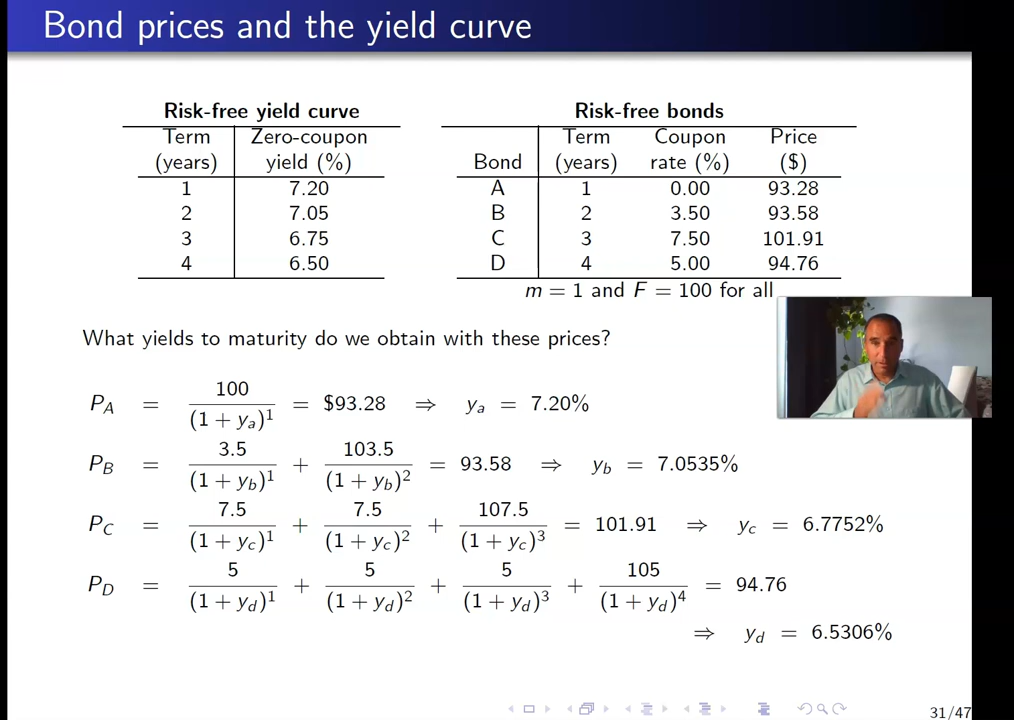 Bond prices and the yield curve
Risk-free yield curve
Term (years) Zero-coupon yield (%)
1 7.20
2 7.05
3 6.75
4 6.50
Risk-free bonds
Bond Term (years) Coupon rate (%) Price ($)
A 1 0.00 93.28
B 2 3.50 93.58
C 3 7.50 101.91
D 4 5.00 94.76
m = 1 and F = 100 for all
What yields to maturity do we obtain with these prices?
P_A = 100 / (1 + y_a)^1 = $93.28 ⇒ y_a = 7.20%
P_B = 3.5 / (1 + y_b)^1 + 103.5 / (1 + y_b)^2 = 93.58 ⇒ y_b = 7.0535%
P_C = 7.5 / (1 + y_c)^1 + 7.5 / (1 + y_c)^2 + 107.5 / (1 + y_c)^3 = 101.91 ⇒ y_c = 6.7752%
P_D = 5 / (1 + y_d)^1 + 5 / (1 + y_d)^2 + 5 / (1 + y_d)^3 + 105 / (1 + y_d)^4 = 94.76
⇒ y_d = 6.5306%
31/47